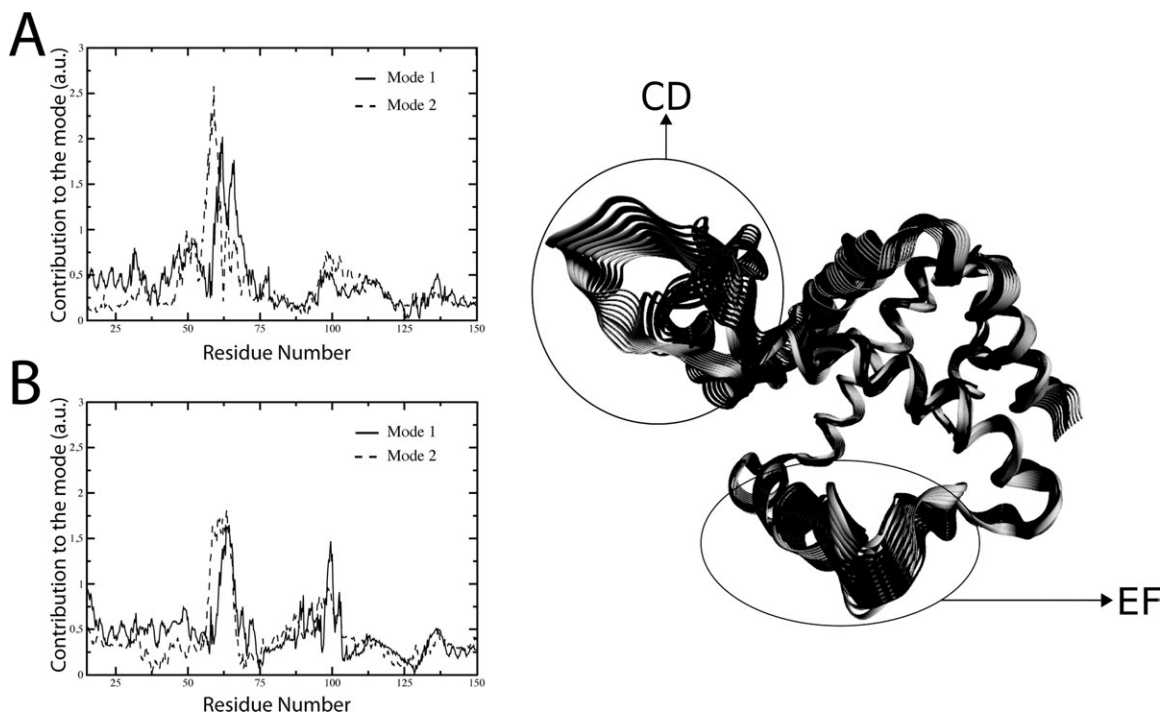 A
Contribution to the mode (a.u.)
3
2.5
2
1.5
1
0.5
0
25 50 75 100 125 150
Residue Number
Mode 1
Mode 2
B
Contribution to the mode (a.u.)
3
2.5
2
1.5
1
0.5
0
25 50 75 100 125 150
Residue Number
Mode 1
Mode 2
CD
EF